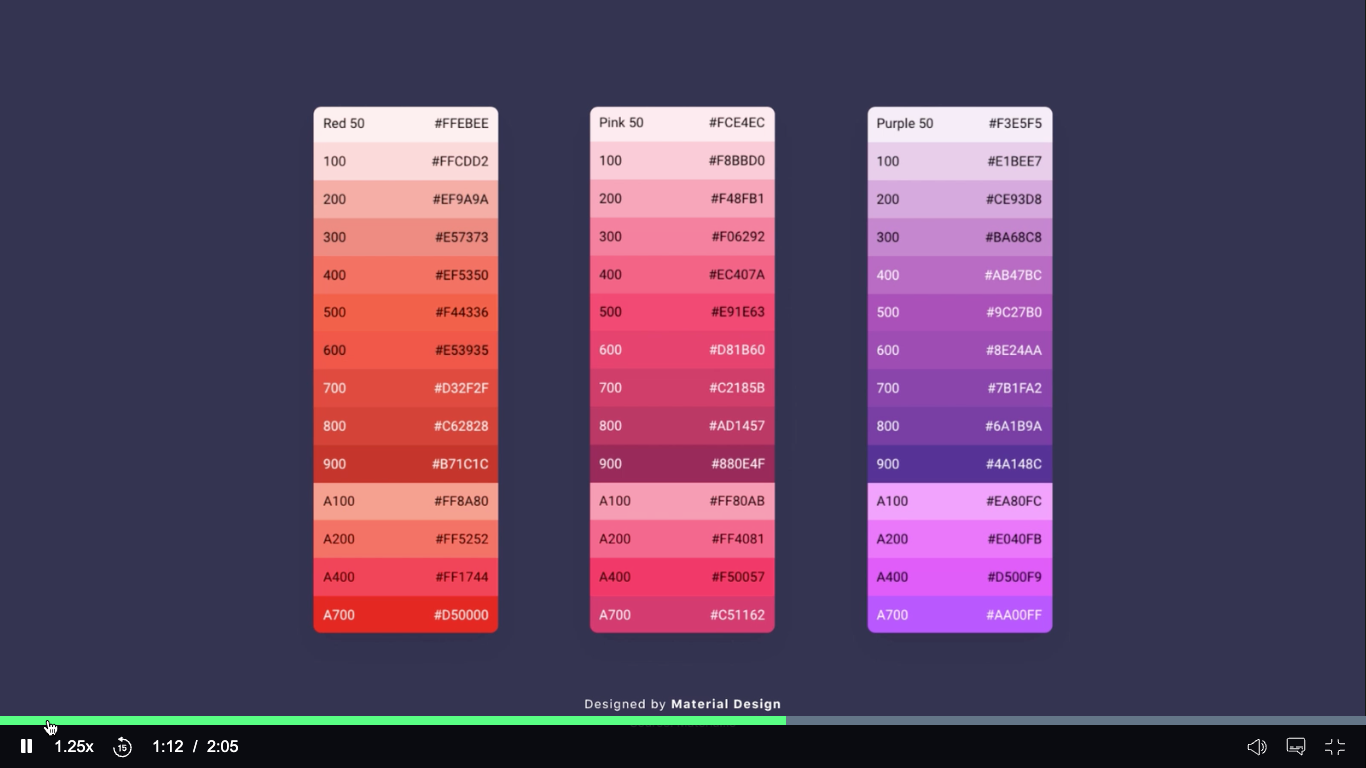 Red 50 #FFEBEE
100 #FFCDD2
200 #EF9A9A
300 #E57373
400 #EF5350
500 #F44336
600 #E53935
700 #D32F2F
800 #C62828
900 #B71C1C
A100 #FF8A80
A200 #FF5252
A400 #FF1744
A700 #D50000
Pink 50 #FCE4EC
100 #F8BBD0
200 #F48FB1
300 #F06292
400 #EC407A
500 #E91E63
600 #D81B60
700 #C2185B
800 #AD1457
900 #880E4F
A100 #FF80AB
A200 #FF4081
A400 #F50057
A700 #C51162
Purple 50 #F3E5F5
100 #E1BEE7
200 #CE93D8
300 #BA68C8
400 #AB47BC
500 #9C27B0
600 #8E24AA
700 #7B1FA2
800 #6A1B9A
900 #4A148C
A100 #EA80FC
A200 #E040FB
A400 #D500F9
A700 #AA00FF
Designed by Material Design
1.25x 15 1:12 / 2:05